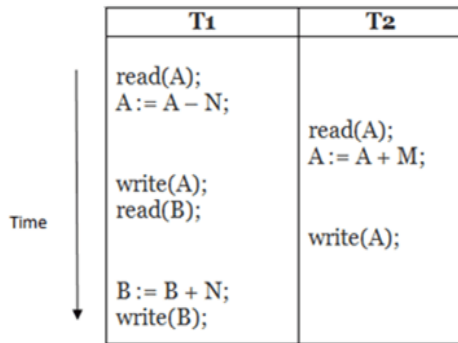 T1 T2
read(A);
A := A – N;
read(A);
A := A + M;
write(A);
read(B);
Time
write(A);
B := B + N;
write(B);